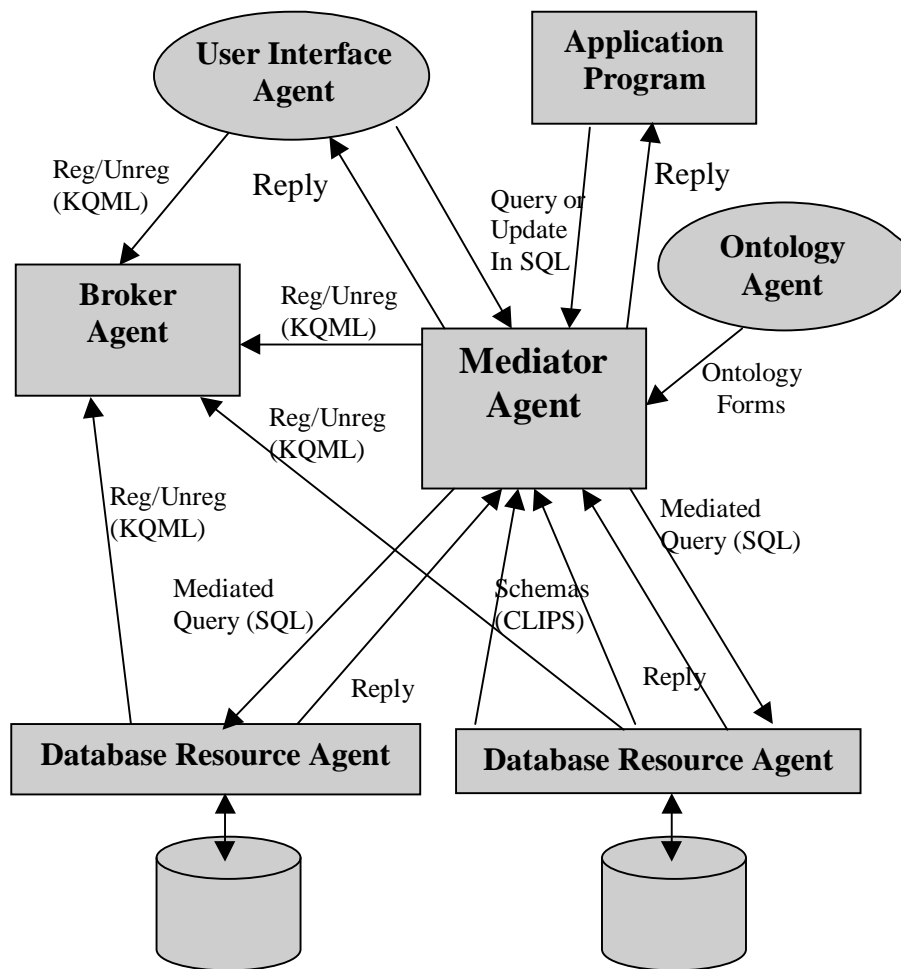 User Interface
Agent
Application
Program
Reg/Unreg
(KQML)
Reply
Query or
Update
In SQL
Reply
Ontology
Agent
Broker
Agent
Reg/Unreg
(KQML)
Mediator
Agent
Ontology
Forms
Reg/Unreg
(KQML)
Reg/Unreg
(KQML)
Mediated
Query (SQL)
Mediated
Query (SQL)
Schemas
(CLIPS)
Reply
Reply
Database Resource Agent
Database Resource Agent